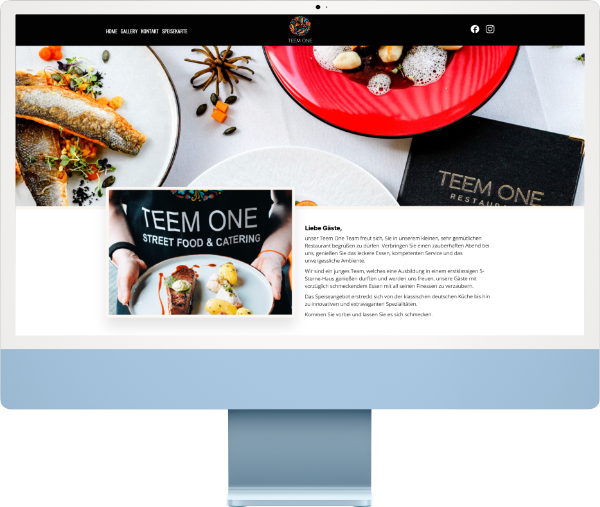 HOME GALLERY KONTAKT SPEISEKARTE
TEEM ONE
TEEM ONE
RESTAURANT
TEEM ONE
STREET FOOD & CATERING
Liebe Gäste,
unser Teem One Team freut sich, Sie in unserem kleinen, sehr gemütlichen
Restaurant begrüßen zu dürfen. Verbringen Sie einen zauberhaften Abend bei
uns, genießen Sie das leckere Essen, kompetenten Service und das
unvergessliche Ambiente.
Wir sind ein junges Team, welches eine Ausbildung in einem erstklassigen 5-
Sterne-Haus genießen durften und werden uns freuen, unsere Gäste mit
vorzüglich schmeckendem Essen mit all seinen Finessen zu verzaubern.
Das Speiseangebot erstreckt sich von der klassischen deutschen Küche bis hin
zu innovativen und extravaganten Spezialitäten.
Kommen Sie vorbei und lassen Sie es sich schmecken.